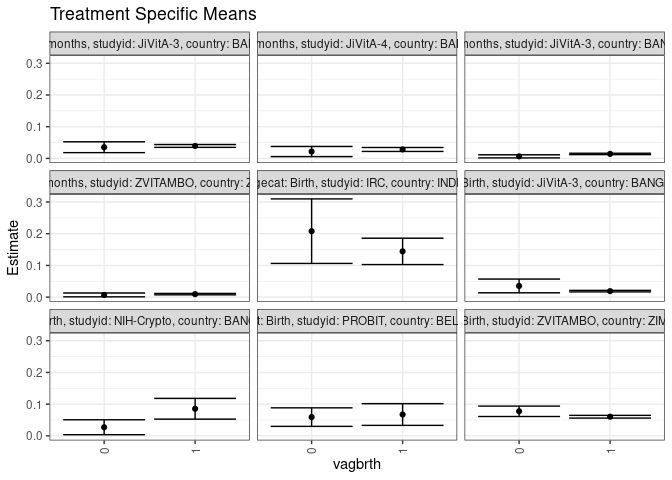 Treatment Specific Means
months, studyid: JiVitA-3, country: BAN
months, studyid: JiVitA-4, country: BAN
months, studyid: JiVitA-3, country: BAN
0.3
0.2
0.1
0.0
months, studyid: ZVITAMBO, country: Z
gecat: Birth, studyid: IRC, country: INDI
Birth, studyid: JiVitA-3, country: BANG
0.3
0.2
0.1
0.0
rth, studyid: NIH-Crypto, country: BANG
t: Birth, studyid: PROBIT, country: BEL
Birth, studyid: ZVITAMBO, country: ZIM
0.3
0.2
0.1
0.0
0 1 0 1 0 1
Estimate
vagbrth